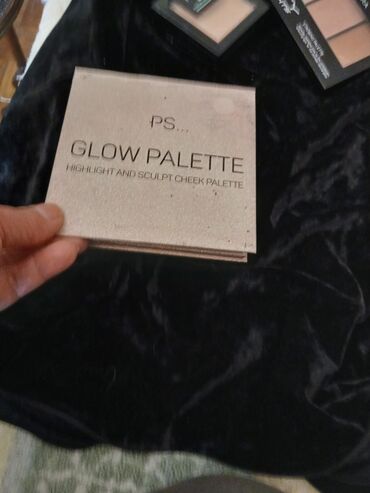 PS...
GLOW PALETTE
HIGHLIGHT AND SCULPT CHEEK PALETTE